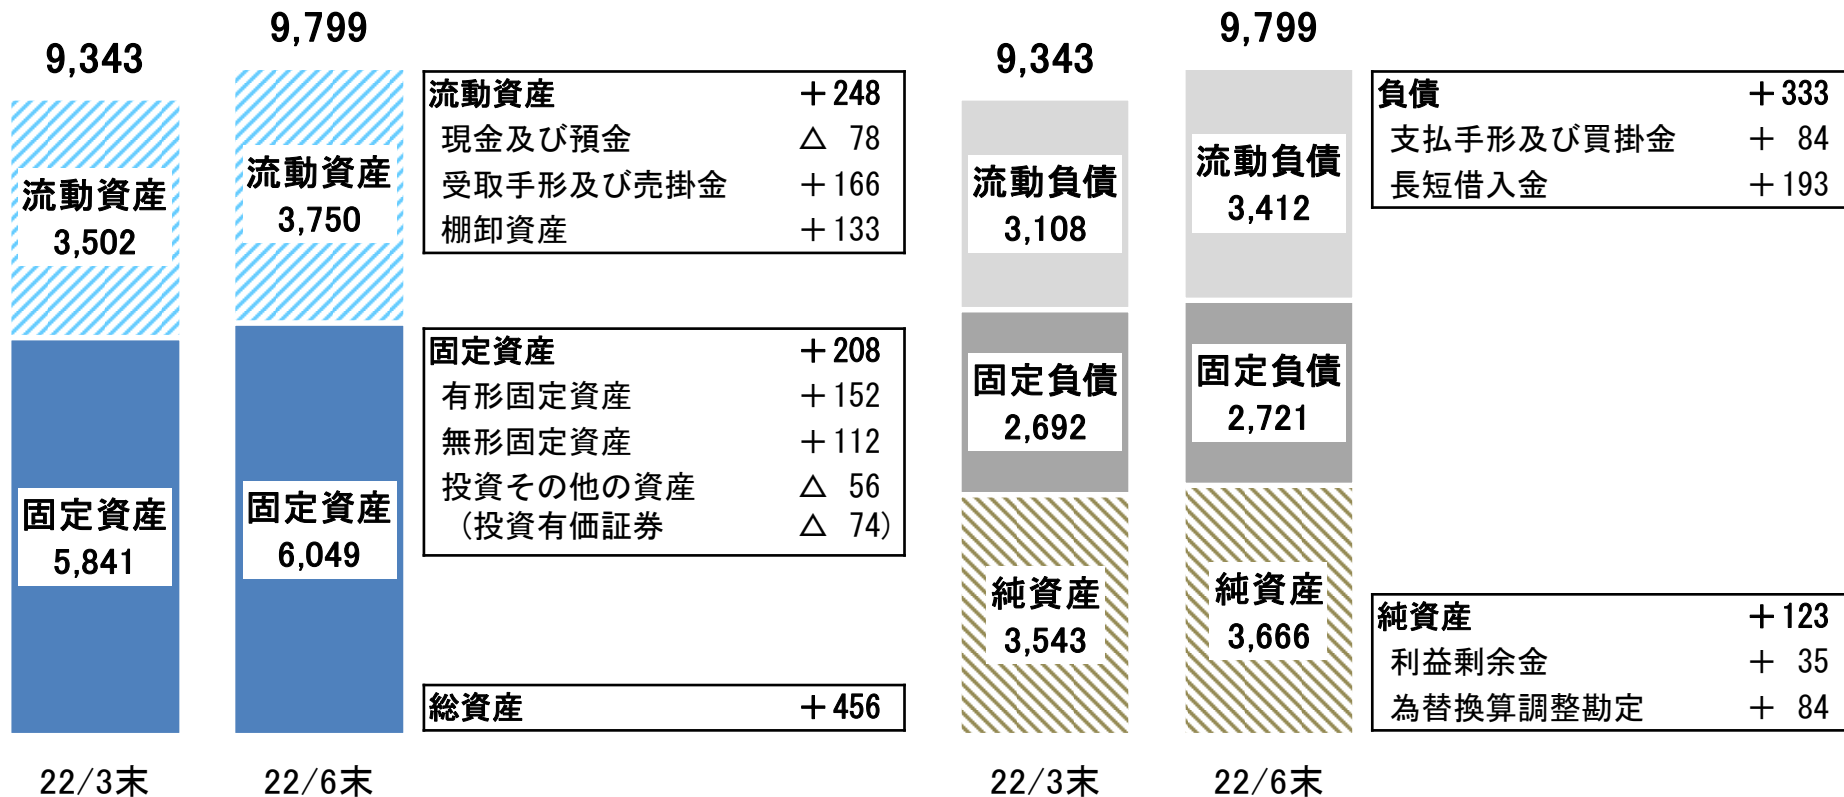 9,343
9,799
流動資産
3,502
流動資産
3,750
固定資産
5,841
固定資産
6,049
22/3末
22/6末
流動資産 +248
現金及び預金 △ 78
受取手形及び売掛金 +166
棚卸資産 +133
固定資産 +208
有形固定資産 +152
無形固定資産 +112
投資その他の資産 △ 56
(投資有価証券 △ 74)
総資産 +456
9,343
9,799
流動負債
3,108
流動負債
3,412
固定負債
2,692
固定負債
2,721
純資産
3,543
純資産
3,666
22/3末
22/6末
負債 +333
支払手形及び買掛金 + 84
長短借入金 +193
純資産 +123
利益剰余金 + 35
為替換算調整勘定 + 84